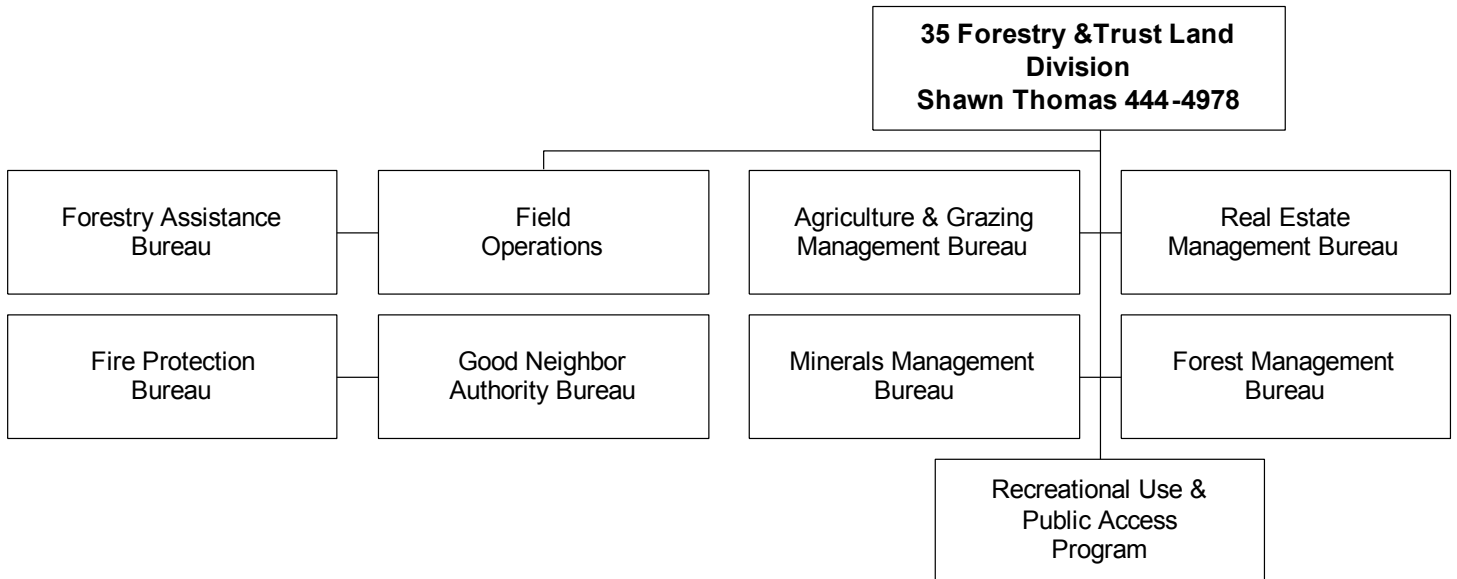 35 Forestry &Trust Land
Division
Shawn Thomas 444-4978
Forestry Assistance
Bureau
Field
Operations
Agriculture & Grazing
Management Bureau
Real Estate
Management Bureau
Fire Protection
Bureau
Good Neighbor
Authority Bureau
Minerals Management
Bureau
Forest Management
Bureau
Recreational Use &
Public Access
Program